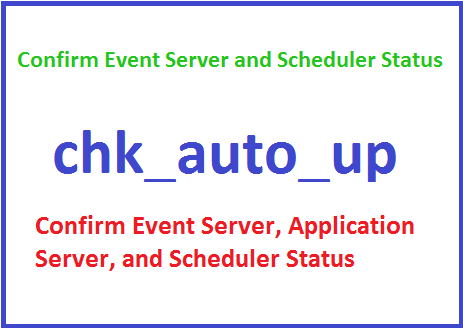 Confirm Event Server and Scheduler Status
chk_auto_up
Confirm Event Server, Application
Server, and Scheduler Status